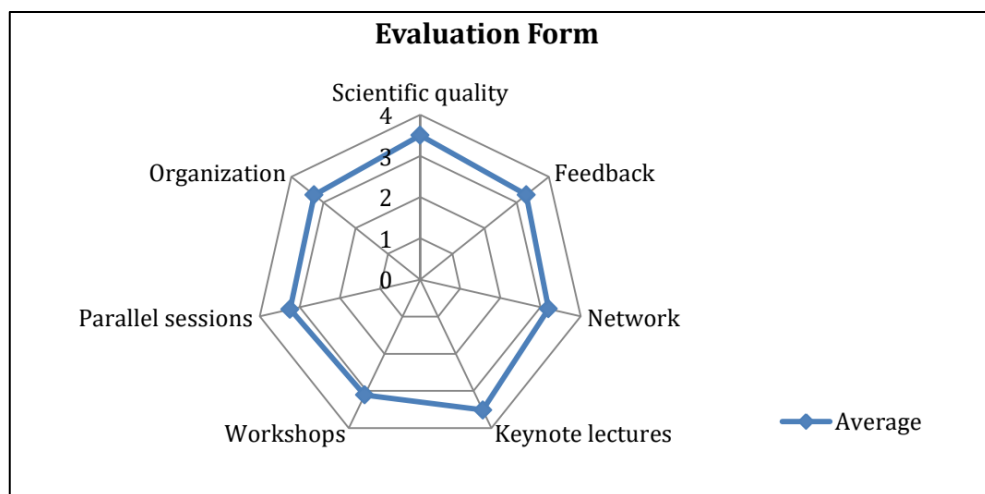 Evaluation Form
Scientific quality
4
3
2
1
0
Organization
Feedback
Parallel sessions
Network
Workshops
Keynote lectures
Average